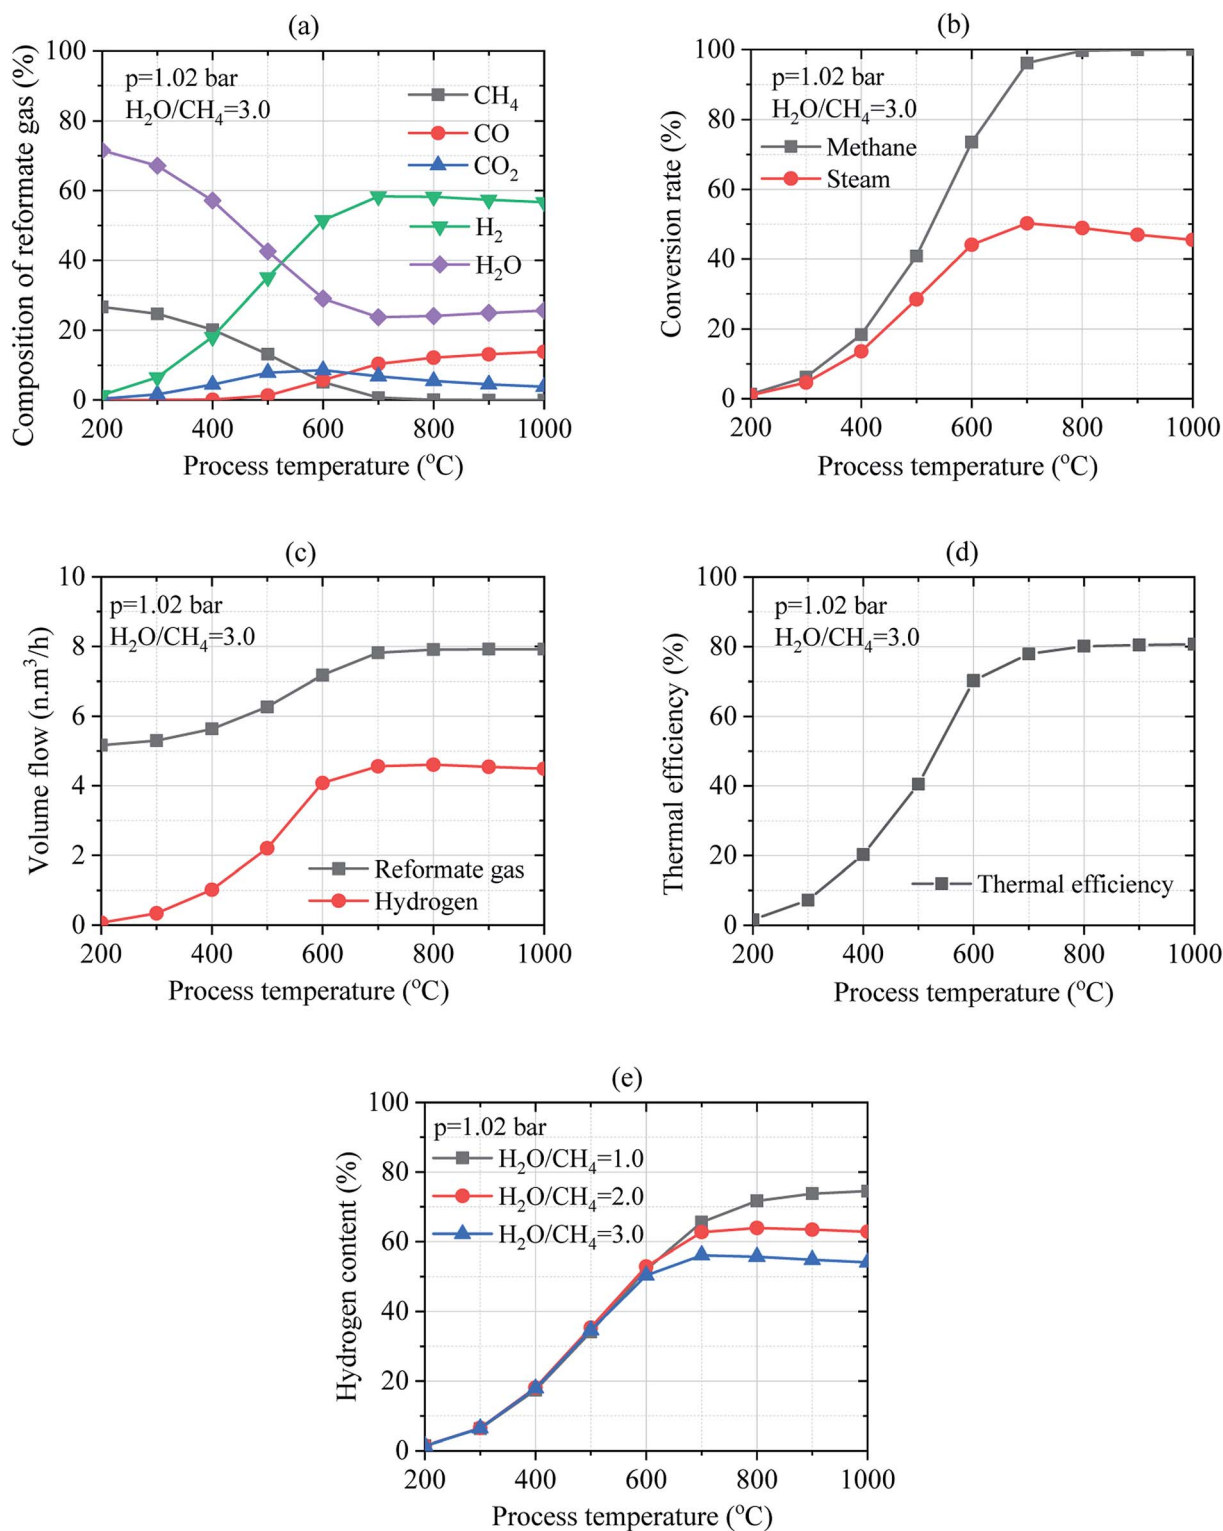 (a)
Composition of reformate gas (%)
100
80
60
40
20
0
p=1.02 bar
H₂O/CH₄=3.0
CH₄
CO
CO₂
H₂
H₂O
200
400
600
800
1000
Process temperature (°C)
(b)
Conversion rate (%)
100
80
60
40
20
0
p=1.02 bar
H₂O/CH₄=3.0
Methane
Steam
200
400
600
800
1000
Process temperature (°C)
(c)
Volume flow (n.m³/h)
10
8
6
4
2
0
p=1.02 bar
H₂O/CH₄=3.0
Reformate gas
Hydrogen
200
400
600
800
1000
Process temperature (°C)
(d)
Thermal efficiency (%)
100
80
60
40
20
0
p=1.02 bar
H₂O/CH₄=3.0
Thermal efficiency
200
400
600
800
1000
Process temperature (°C)
(e)
Hydrogen content (%)
100
80
60
40
20
0
p=1.02 bar
H₂O/CH₄=1.0
H₂O/CH₄=2.0
H₂O/CH₄=3.0
200
400
600
800
1000
Process temperature (°C)